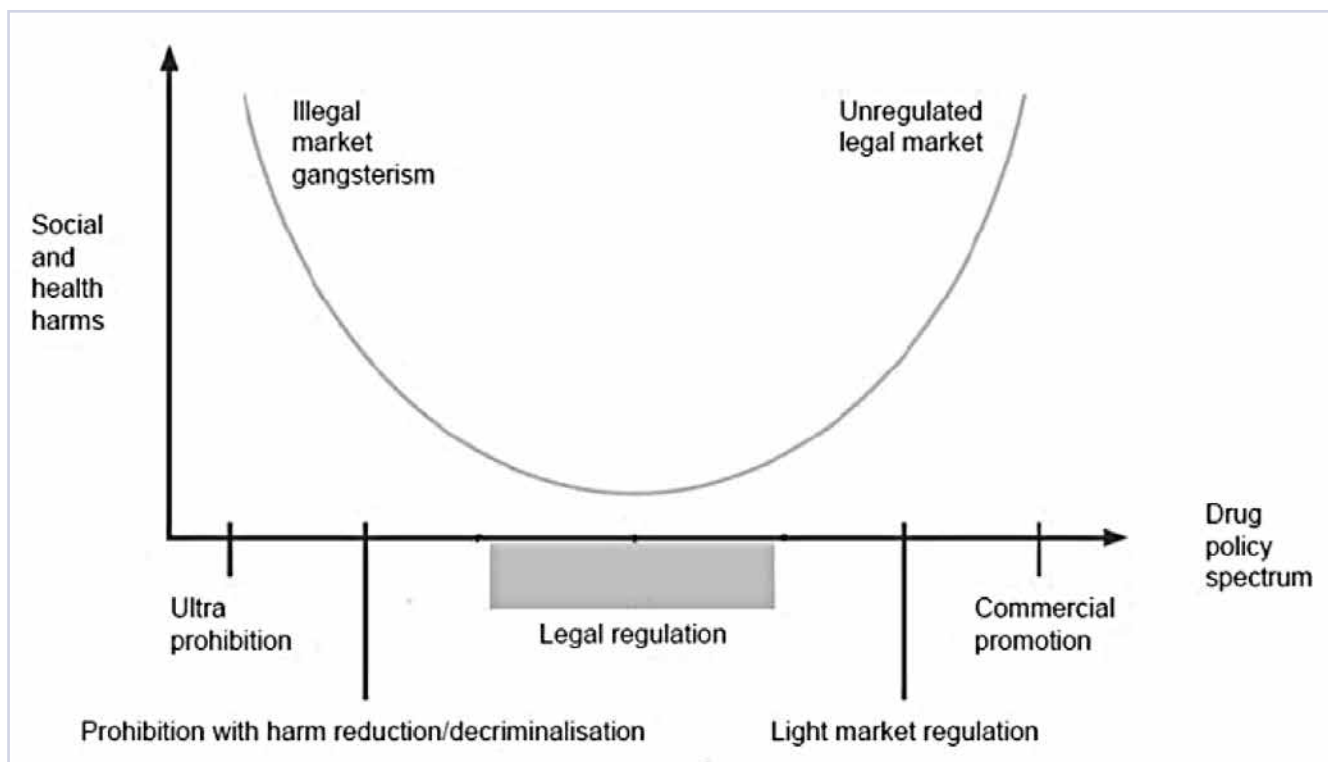 Illegal
market
gangsterism
Unregulated
legal market
Social
and
health
harms
Drug
policy
spectrum
Ultra
prohibition
Legal regulation
Commercial
promotion
Prohibition with harm reduction/decriminalisation
Light market regulation